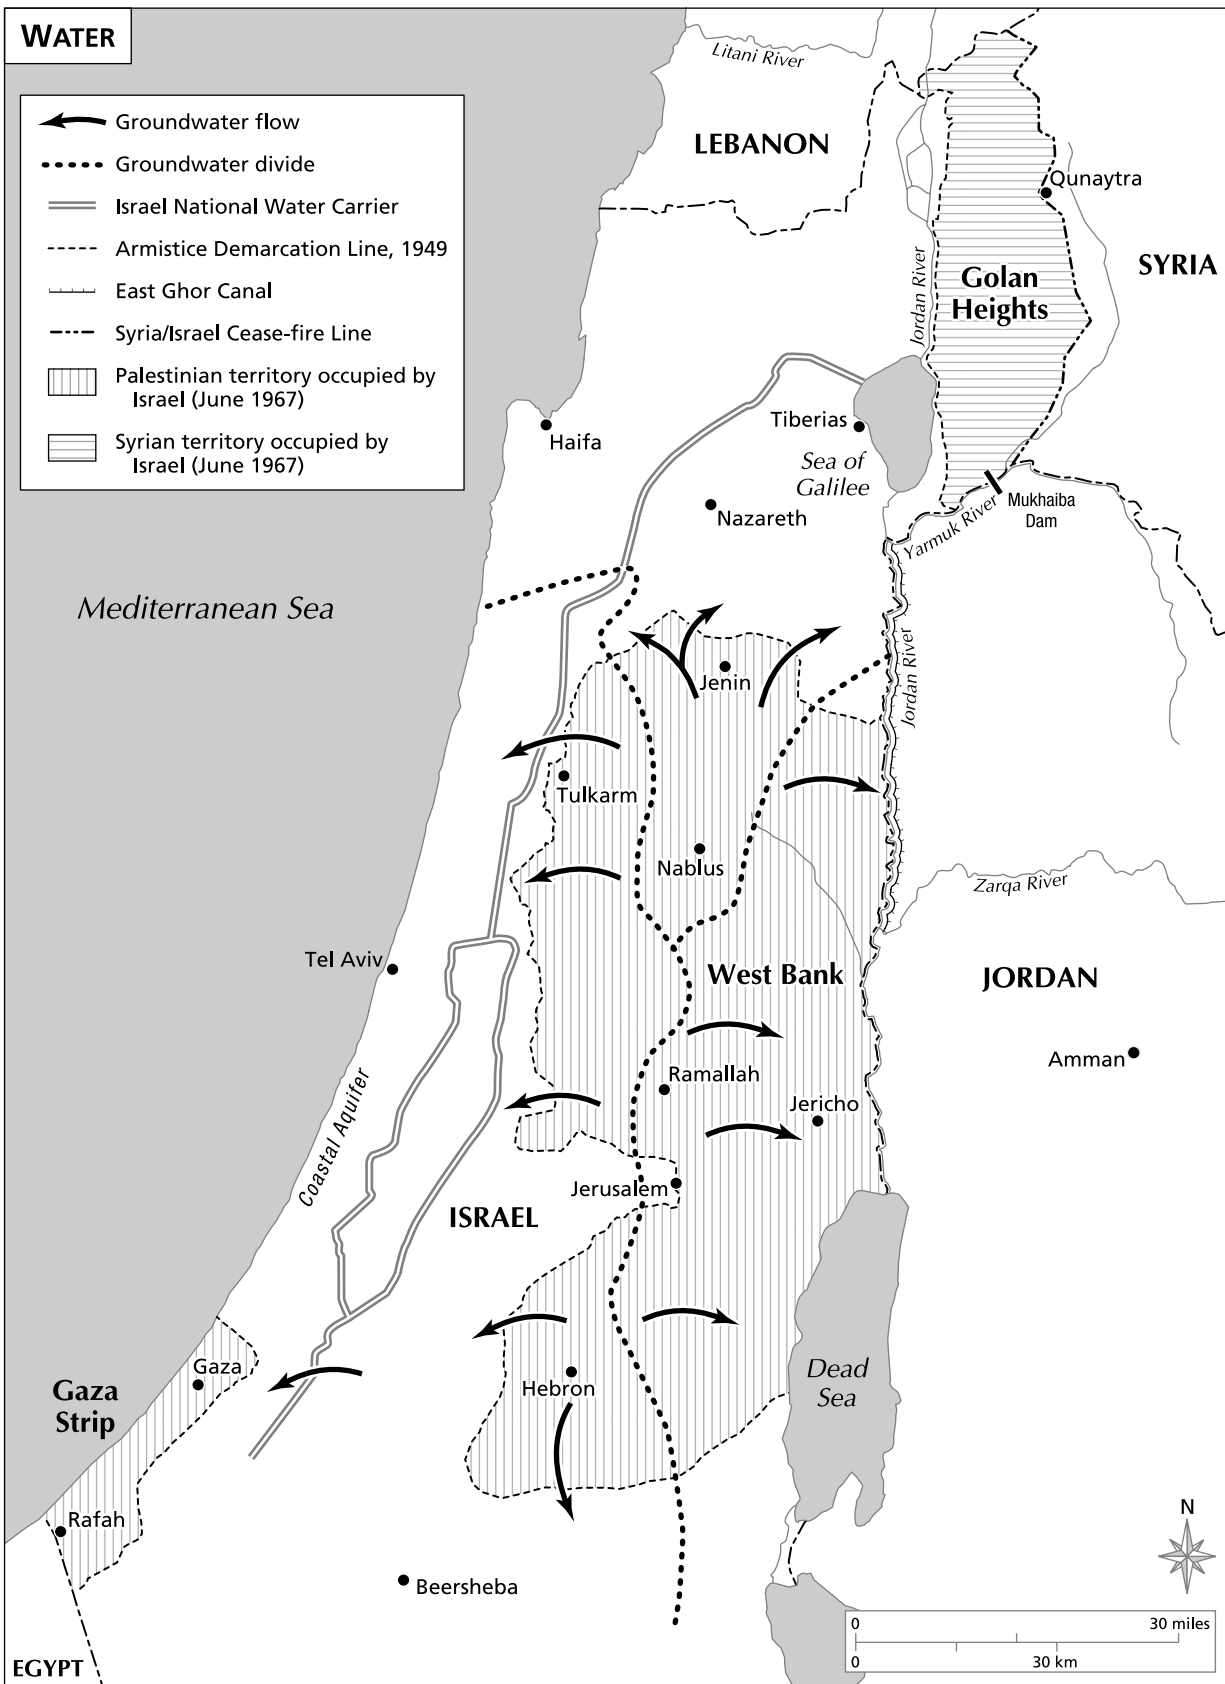 WATER
Groundwater flow
Groundwater divide
Israel National Water Carrier
Armistice Demarcation Line, 1949
East Ghor Canal
Syria/Israel Cease-fire Line
Palestinian territory occupied by
Israel (June 1967)
Syrian territory occupied by
Israel (June 1967)
Litani River
LEBANON
Qunaytra
SYRIA
Golan
Heights
Jordan River
Tiberias
Haifa
Sea of
Galilee
Nazareth
Mukhaiba
Dam
Yarmuk River
Mediterranean Sea
Jordan River
Jenin
Tulkarm
Nablus
Zarqa River
Tel Aviv
West Bank
JORDAN
Amman
Ramallah
Jericho
Coastal Aquifer
Jerusalem
ISRAEL
Dead
Sea
Gaza
Gaza
Strip
Hebron
Rafah
N
Beersheba
0 30 miles
0 30 km
EGYPT